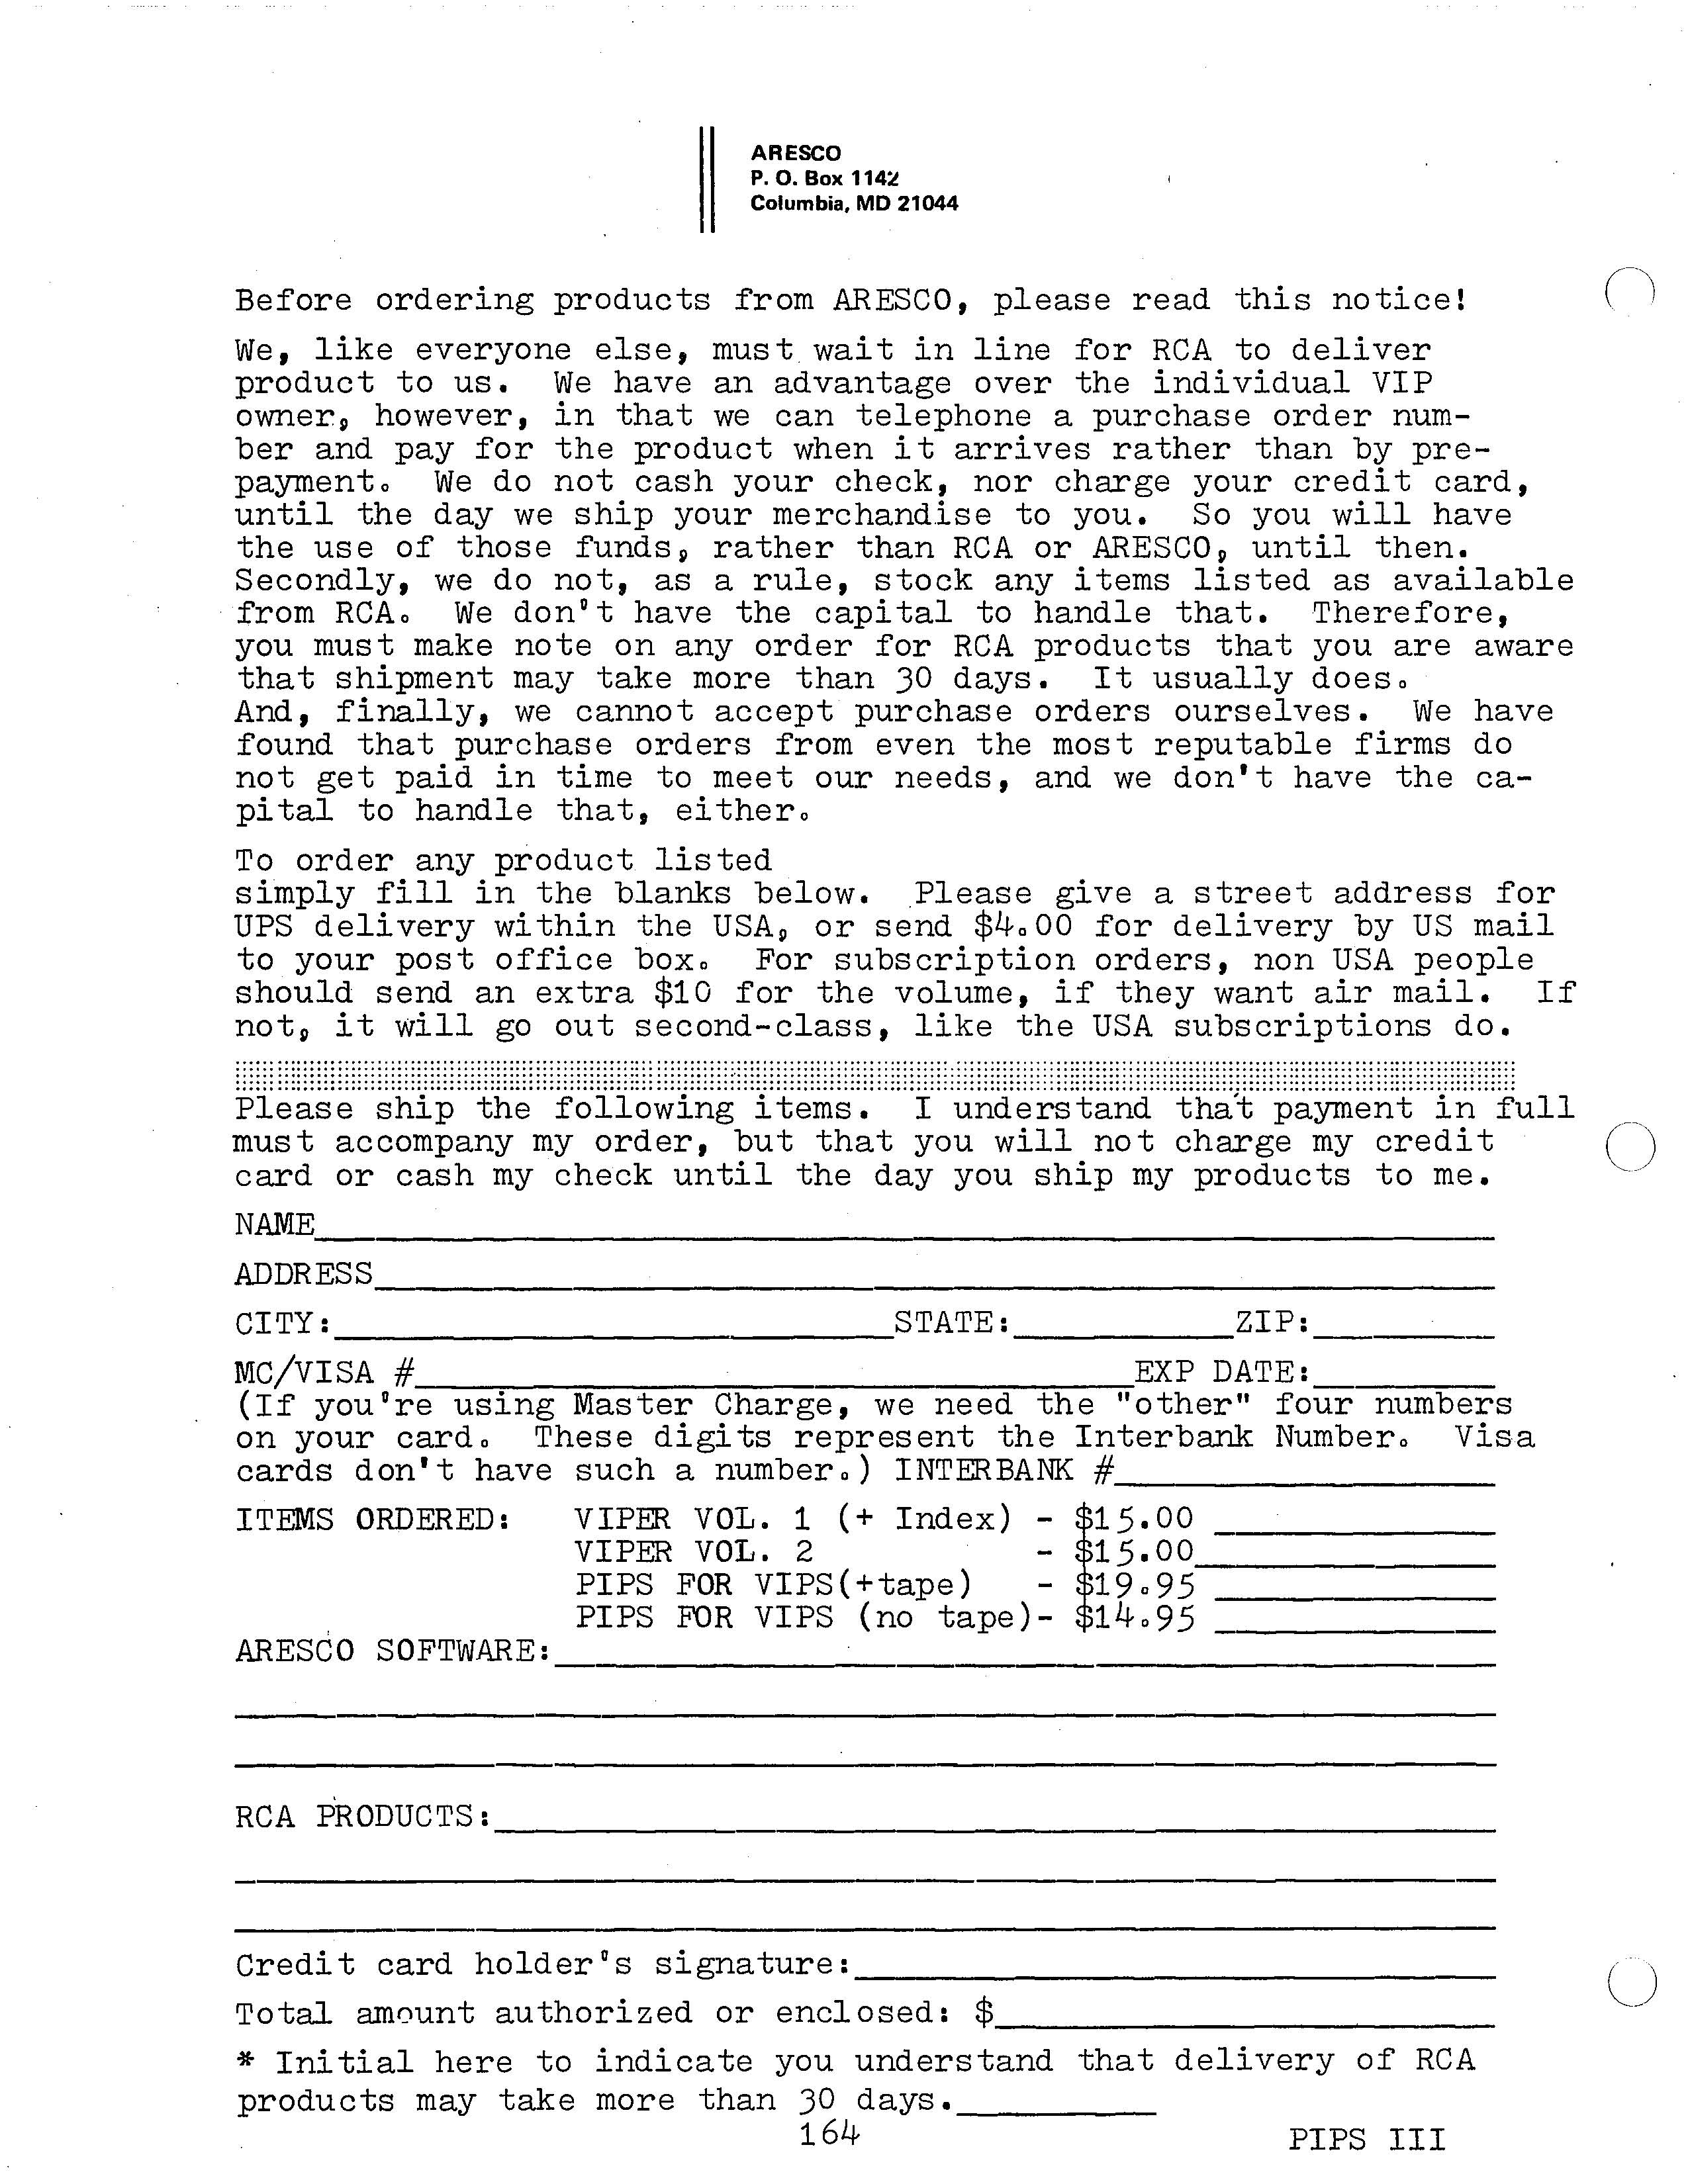 ARESCO
P. O. Box 1142
Columbia, MD 21044
Before ordering products from ARESCO, please read this notice!
We, like everyone else, must wait in line for RCA to deliver
product to us. We have an advantage over the individual VIP
owner, however, in that we can telephone a purchase order num-
ber and pay for the product when it arrives rather than by pre-
payment. We do not cash your check, nor charge your credit card,
until the day we ship your merchandise to you. So you will have
the use of those funds, rather than RCA or ARESCO, until then.
Secondly, we do not, as a rule, stock any items listed as available
from RCA. We don't have the capital to handle that. Therefore,
you must make note on any order for RCA products that you are aware
that shipment may take more than 30 days. It usually does.
And, finally, we cannot accept purchase orders ourselves. We have
found that purchase orders from even the most reputable firms do
not get paid in time to meet our needs, and we don't have the ca-
pital to handle that, either.
To order any product listed
simply fill in the blanks below. Please give a street address for
UPS delivery within the USA, or send $4.00 for delivery by US mail
to your post office box. For subscription orders, non USA people
should send an extra $10 for the volume, if they want air mail. If
not, it will go out second-class, like the USA subscriptions do.
Please ship the following items. I understand that payment in full
must accompany my order, but that you will not charge my credit
card or cash my check until the day you ship my products to me.
NAME
ADDRESS
CITY: STATE: ZIP:
MC/VISA # EXP DATE:
(If you're using Master Charge, we need the "other" four numbers
on your card. These digits represent the Interbank Number. Visa
cards don't have such a number.) INTERBANK #
ITEMS ORDERED: VIPER VOL. 1 (+ Index) - $15.00
VIPER VOL. 2 - $15.00
PIPS FOR VIPS(+tape) - $19.95
PIPS FOR VIPS (no tape)- $14.95
ARESCO SOFTWARE:
RCA PRODUCTS:
Credit card holder's signature:
Total amount authorized or enclosed: $
* Initial here to indicate you understand that delivery of RCA
products may take more than 30 days.
164 PIPS III